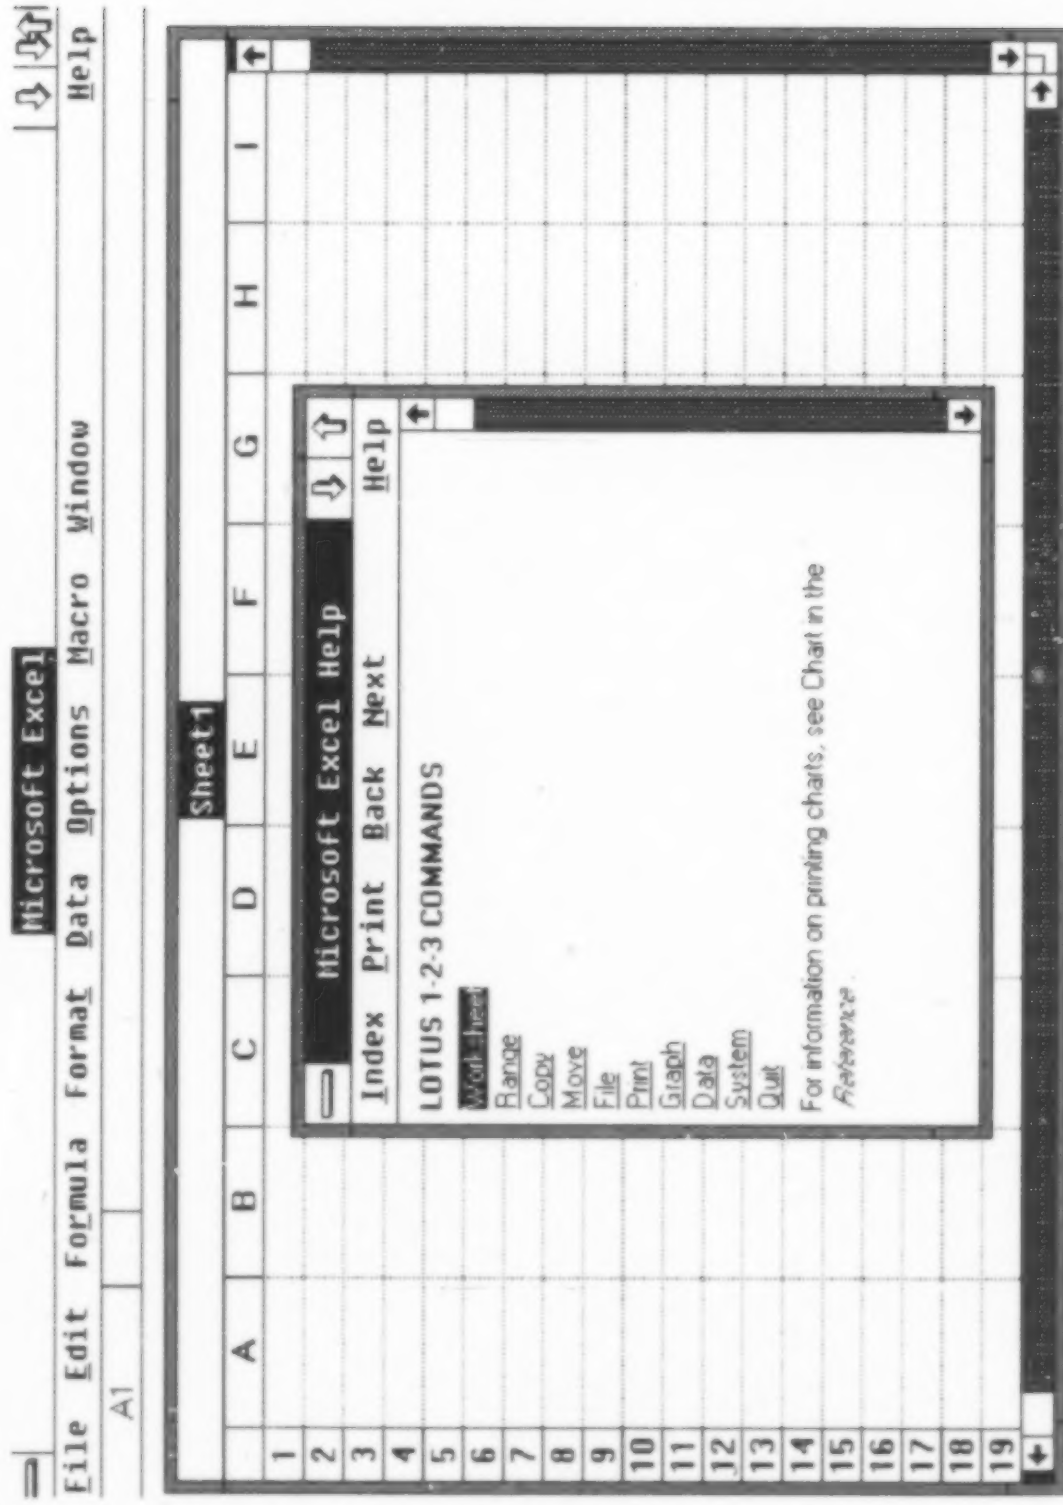 Microsoft Excel
File Edit Formula Format Data Options Macro Window Help
A1
Sheet1
A B C D E F G H I
1
2
3
4
5
6
7
8
9
10
11
12
13
14
15
16
17
18
19
Microsoft Excel Help
Index Print Back Next Help
LOTUS 1-2-3 COMMANDS
Worksheet
Range
Copy
Move
File
Print
Graph
Data
System
Quit
For information on printing charts, see Chart in the
Reference.